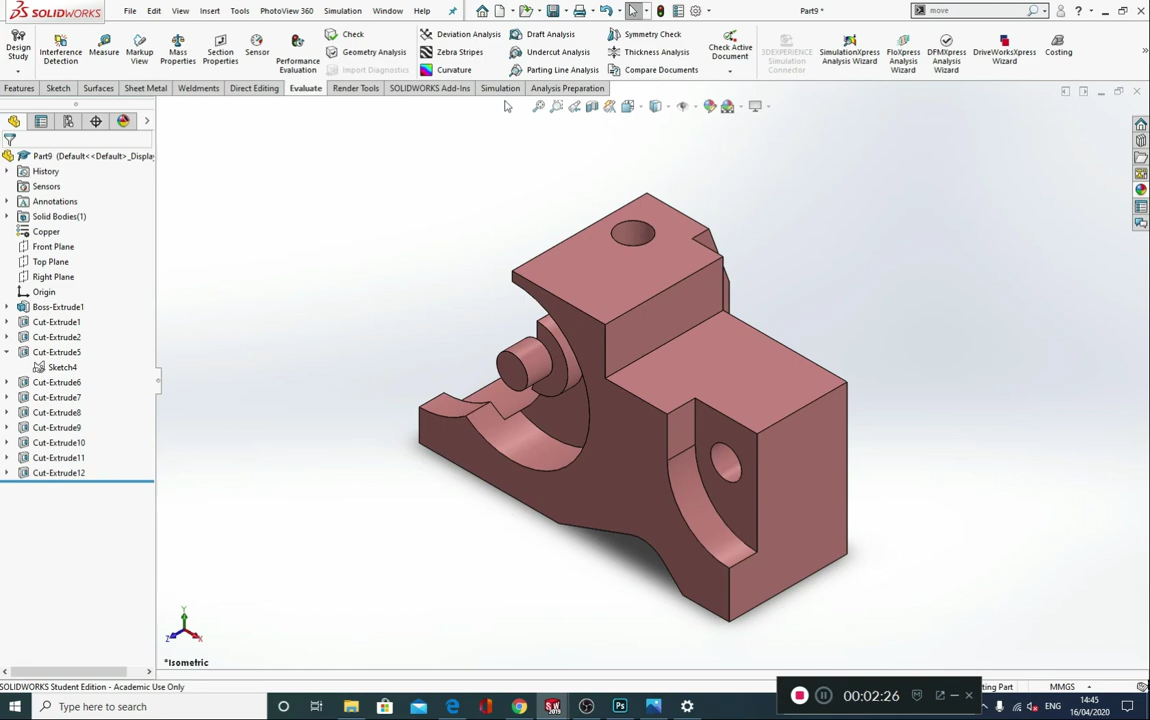 SOLIDWORKS File Edit View Insert Tools PhotoView 360 Simulation Window Help Part9 * move
Design Study
Interference Detection
Measure
Markup View
Mass Properties
Section Properties
Sensor
Performance Evaluation
Check
Geometry Analysis
Import Diagnostics
Deviation Analysis
Zebra Stripes
Curvature
Draft Analysis
Undercut Analysis
Parting Line Analysis
Symmetry Check
Thickness Analysis
Compare Documents
Check Active Document
3DEXPERIENCE Simulation Connector
SimulationXpress Analysis Wizard
FloXpress Analysis Wizard
DFMXpress Analysis Wizard
DriveWorksXpress Wizard
Costing
Features Sketch Surfaces Sheet Metal Weldments Direct Editing Evaluate Render Tools SOLIDWORKS Add-Ins Simulation Analysis Preparation
Part9 (Default<<Default>_Display
History
Sensors
Annotations
Solid Bodies(1)
Copper
Front Plane
Top Plane
Right Plane
Origin
Boss-Extrude1
Cut-Extrude1
Cut-Extrude2
Cut-Extrude5
Sketch4
Cut-Extrude6
Cut-Extrude7
Cut-Extrude8
Cut-Extrude9
Cut-Extrude10
Cut-Extrude11
Cut-Extrude12
Y
Z X
*Isometric
SOLIDWORKS Student Edition - Academic Use Only
00:02:26
ting Part MMGS
Type here to search
ENG
14:45
16/04/2020